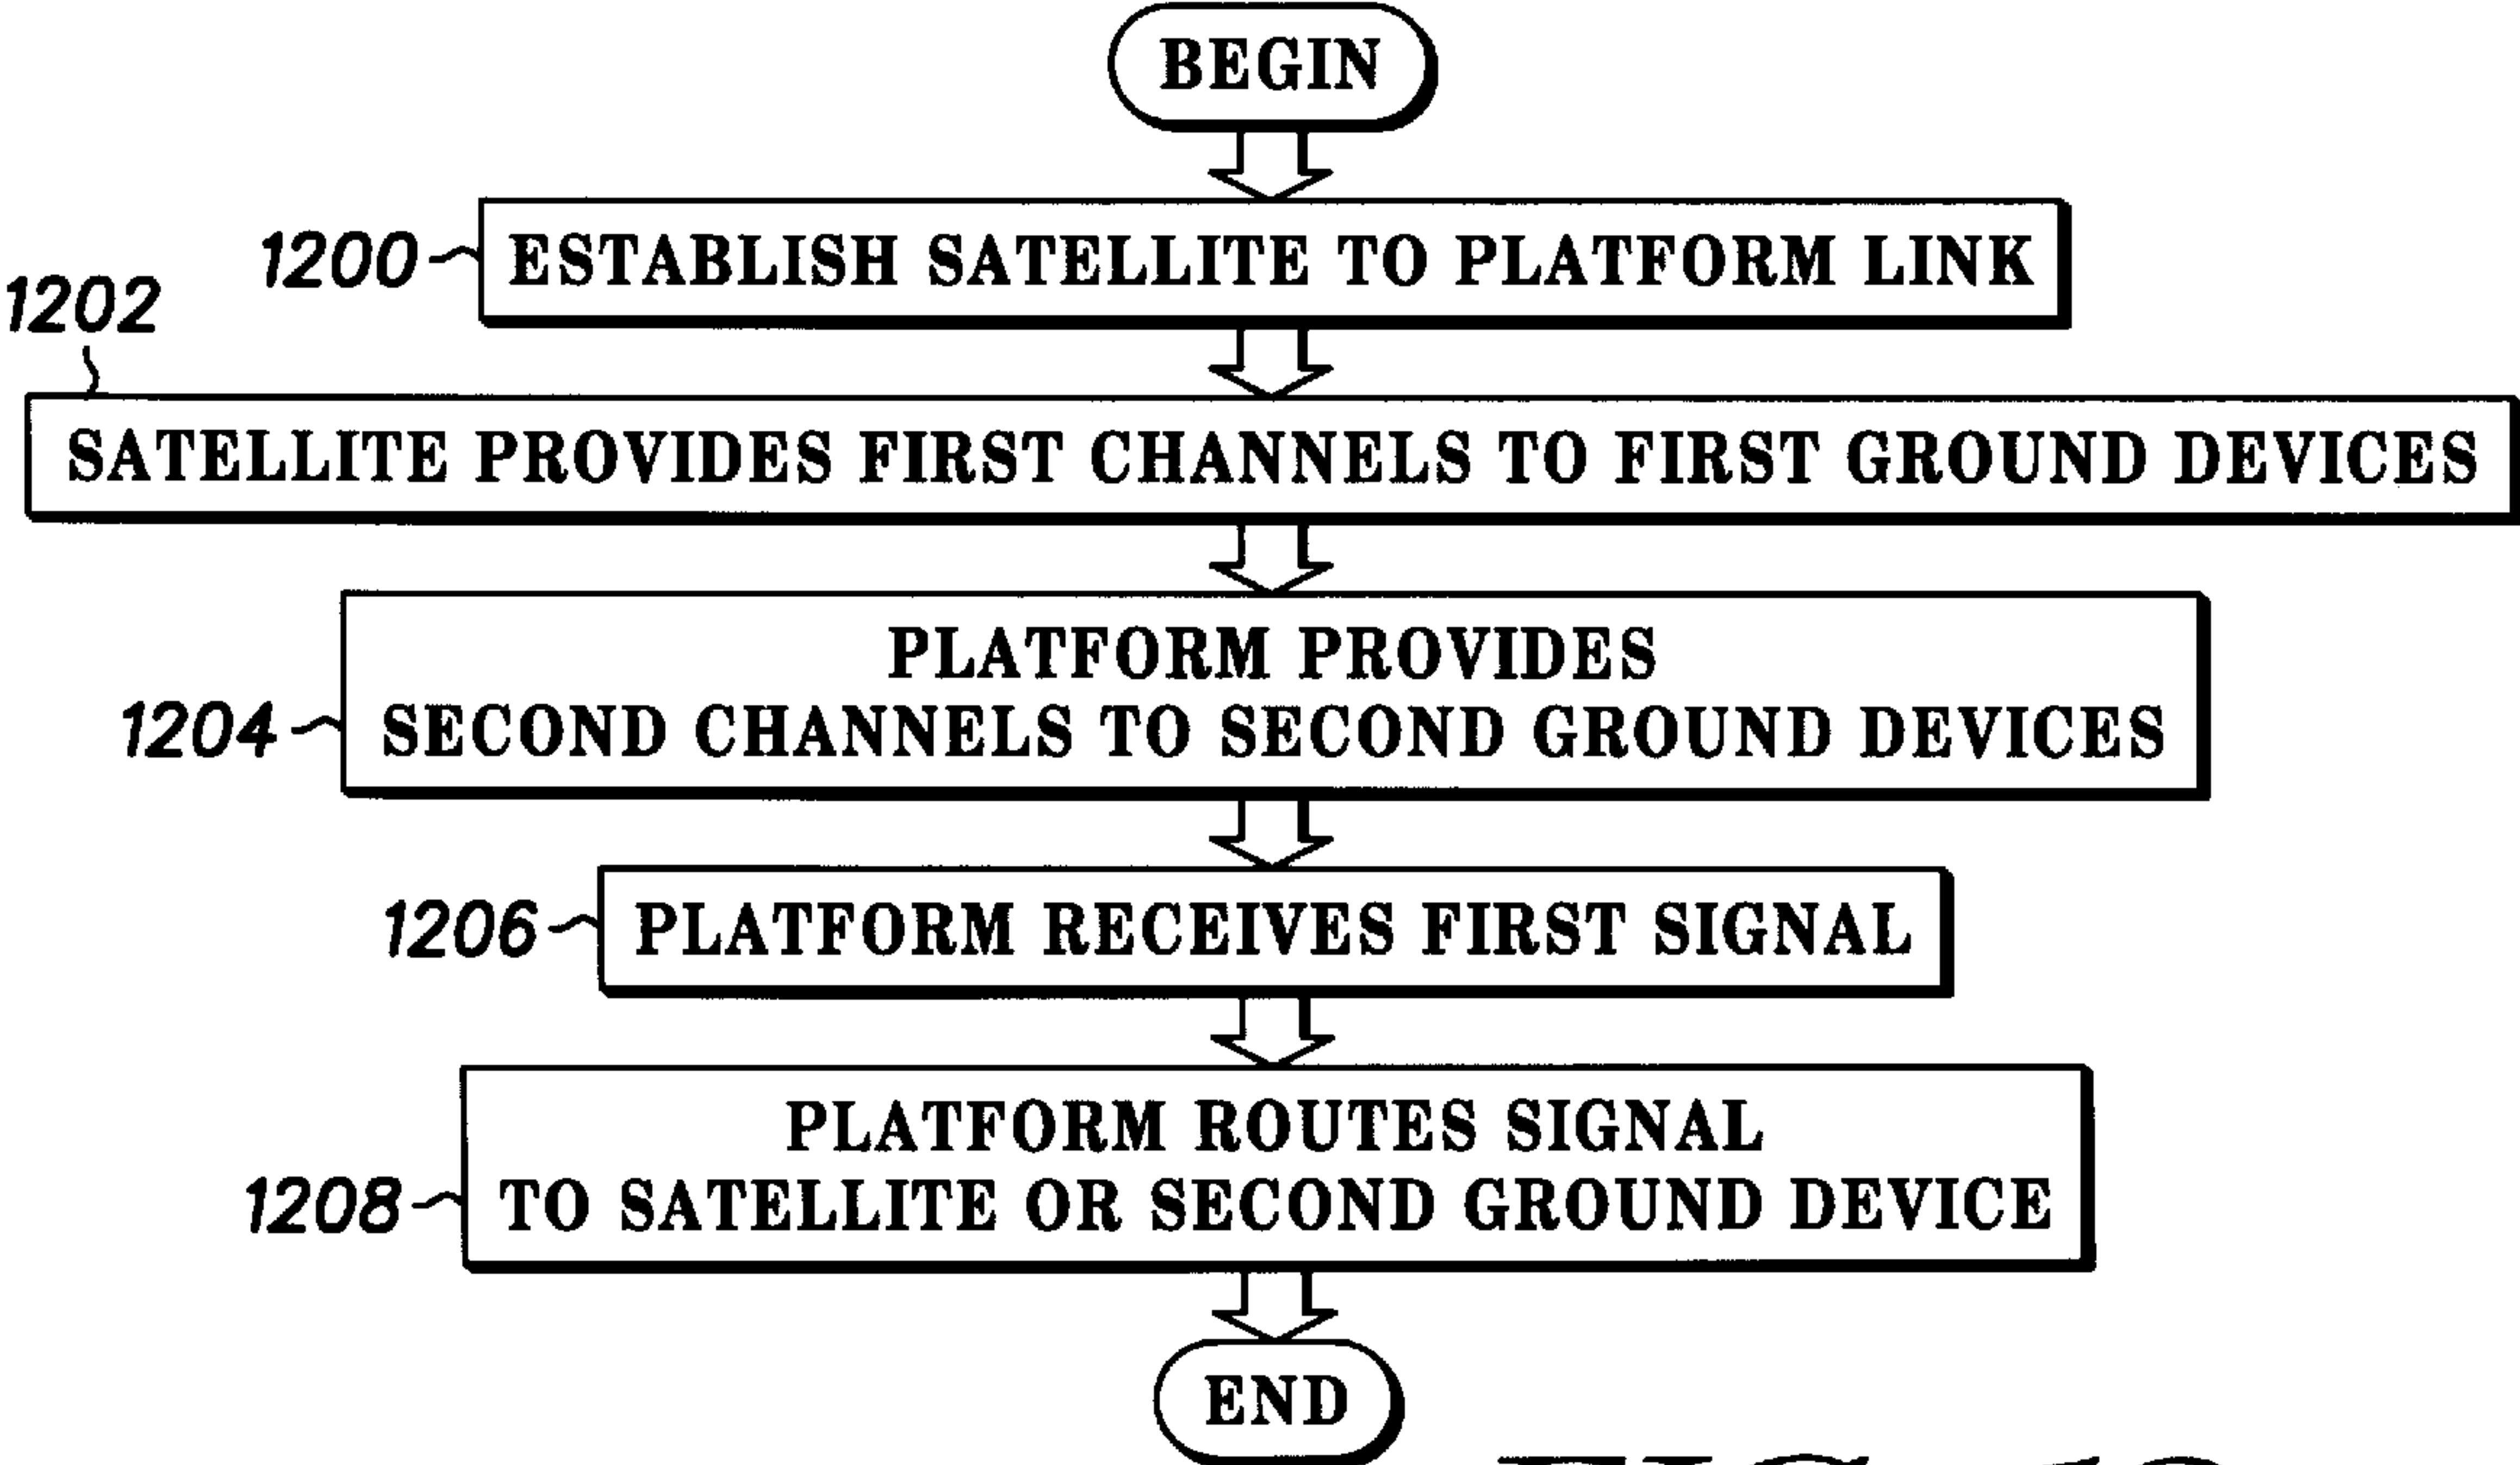 BEGIN
1200
ESTABLISH SATELLITE TO PLATFORM LINK
1202
SATELLITE PROVIDES FIRST CHANNELS TO FIRST GROUND DEVICES
PLATFORM PROVIDES
1204
SECOND CHANNELS TO SECOND GROUND DEVICES
1206
PLATFORM RECEIVES FIRST SIGNAL
PLATFORM ROUTES SIGNAL
1208
TO SATELLITE OR SECOND GROUND DEVICE
END